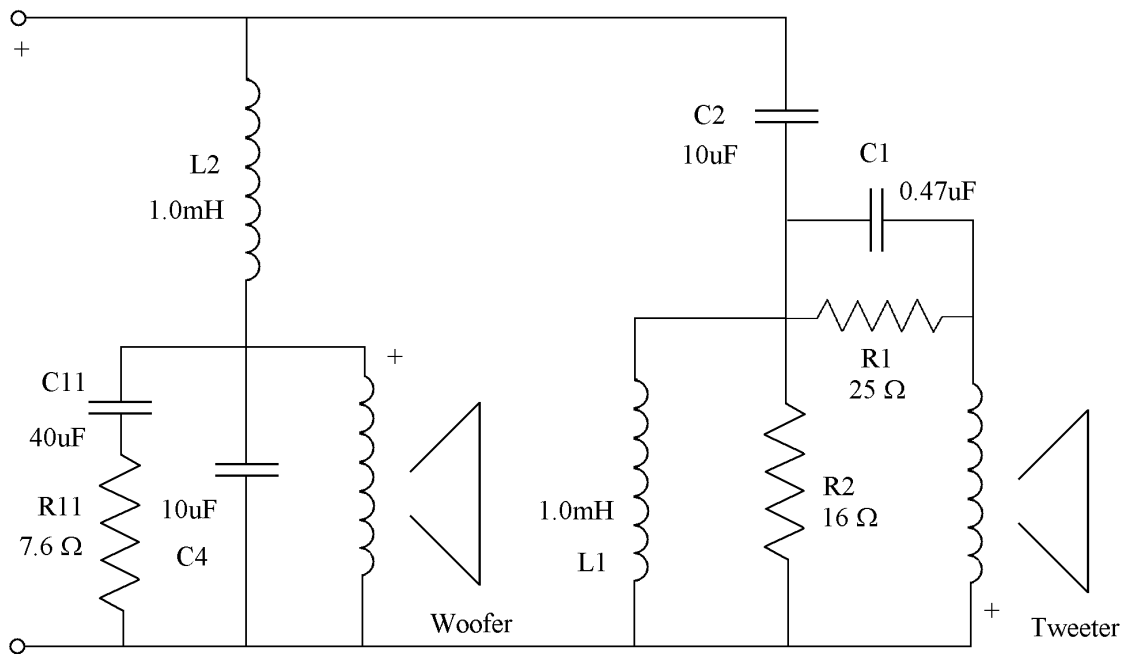 +
L2
1.0mH
C2
10uF
C1
0.47uF
+
C11
40uF
R11
7.6 Ω
10uF
C4
Woofer
R1
25 Ω
1.0mH
L1
R2
16 Ω
+
Tweeter